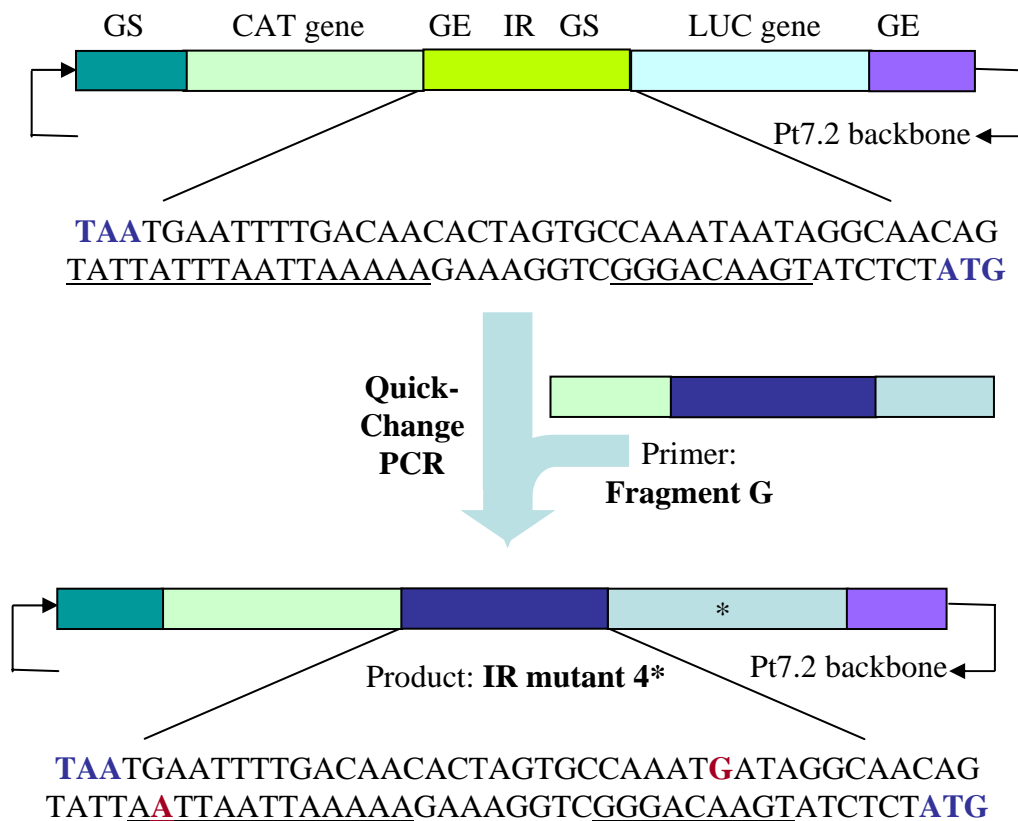 GS CAT gene GE IR GS LUC gene GE
Pt7.2 backbone
TAATGAATTTTGACAACACTAGTGCCAAATAATAGGCAACAG
TATTATTTAATTAAAAAGAAAGGTCGGGACAAGTATCTCTATG
Quick-
Change
PCR
Primer:
Fragment G
*
Product: IR mutant 4*
Pt7.2 backbone
TAATGAATTTTGACAACACTAGTGCCAAATGATAGGCAACAG
TATTAATTAATTAAAAAGAAAGGTCGGGACAAGTATCTCTATG